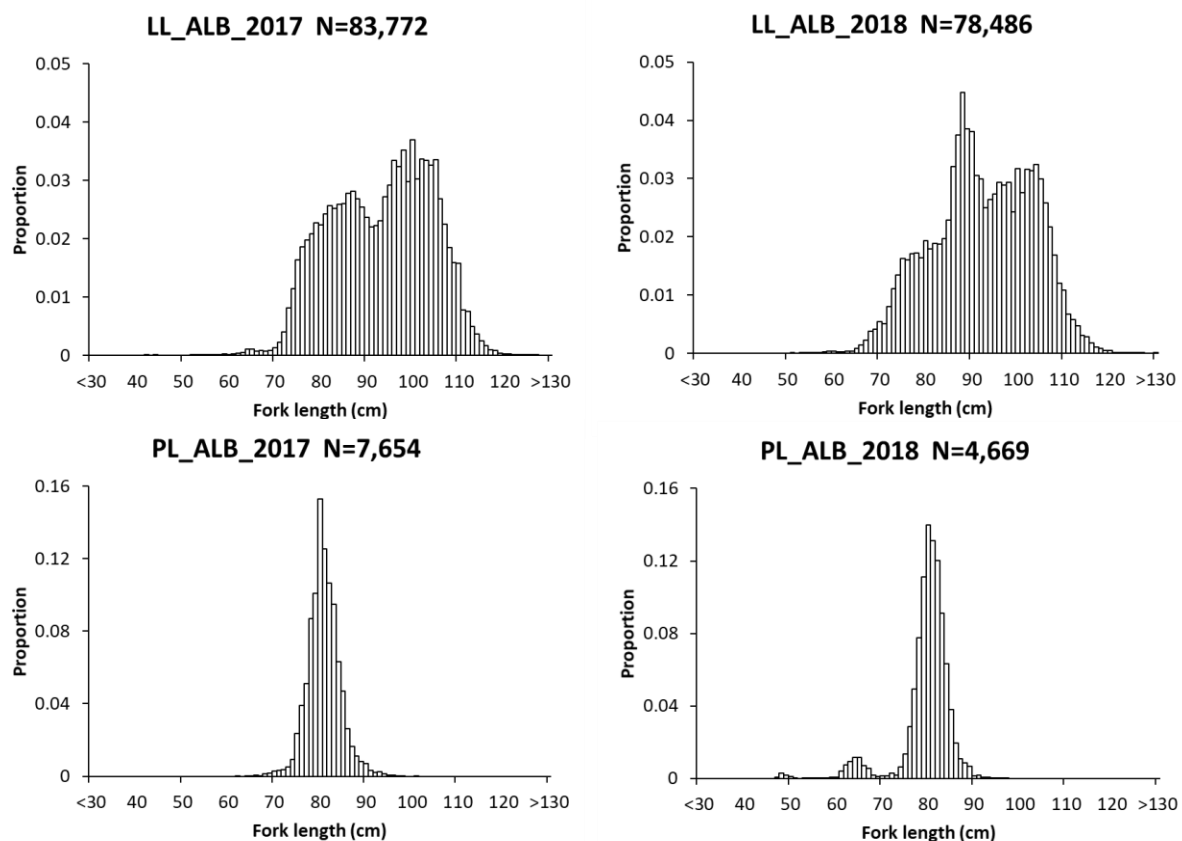 LL_ALB_2017 N=83,772
0.05
0.04
0.03
0.02
0.01
0
Proportion
<30 40 50 60 70 80 90 100 110 120 >130
Fork length (cm)
LL_ALB_2018 N=78,486
0.05
0.04
0.03
0.02
0.01
0
Proportion
<30 40 50 60 70 80 90 100 110 120 >130
Fork length (cm)
PL_ALB_2017 N=7,654
0.16
0.12
0.08
0.04
0
Proportion
<30 40 50 60 70 80 90 100 110 120 >130
Fork length (cm)
PL_ALB_2018 N=4,669
0.16
0.12
0.08
0.04
0
Proportion
<30 40 50 60 70 80 90 100 110 120 >130
Fork length (cm)